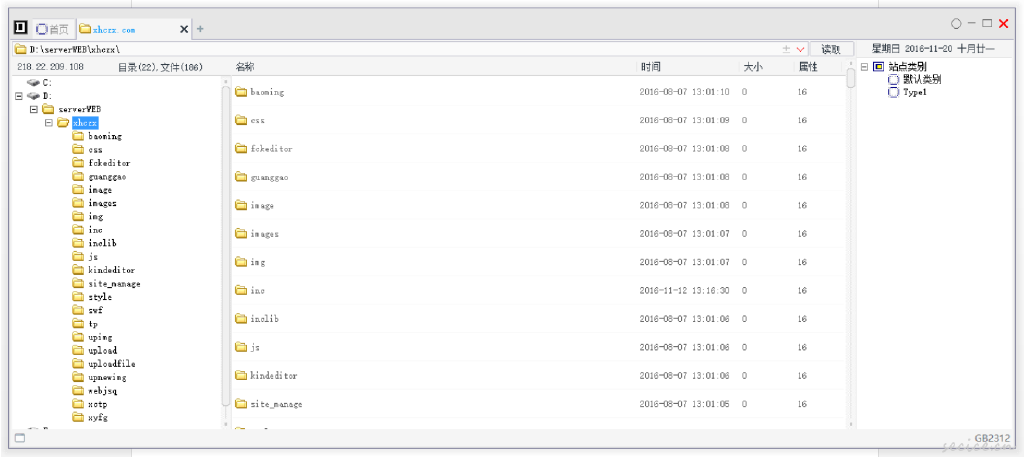 首页 xhcrx.com
D:\serverWEB\xhcrx\ 读取 星期日 2016-11-20 十月廿一
218.22.209.108 目录(22),文件(186) 名称 时间 大小 属性
站点类别
默认类别
Type1
C:
D:
serverWEB
xhcrx
baoming
css
fckeditor
guanggao
image
images
img
inc
inclib
js
kindeditor
site_manage
style
swf
tp
upimg
upload
uploadfile
upnewimg
webjsq
xctp
xyfg
baoming 2016-08-07 13:01:10 0 16
css 2016-08-07 13:01:09 0 16
fckeditor 2016-08-07 13:01:08 0 16
guanggao 2016-08-07 13:01:08 0 16
image 2016-08-07 13:01:08 0 16
images 2016-08-07 13:01:07 0 16
img 2016-08-07 13:01:07 0 16
inc 2016-11-12 13:16:30 0 16
inclib 2016-08-07 13:01:06 0 16
js 2016-08-07 13:01:06 0 16
kindeditor 2016-08-07 13:01:06 0 16
site_manage 2016-08-07 13:01:05 0 16
GB2312